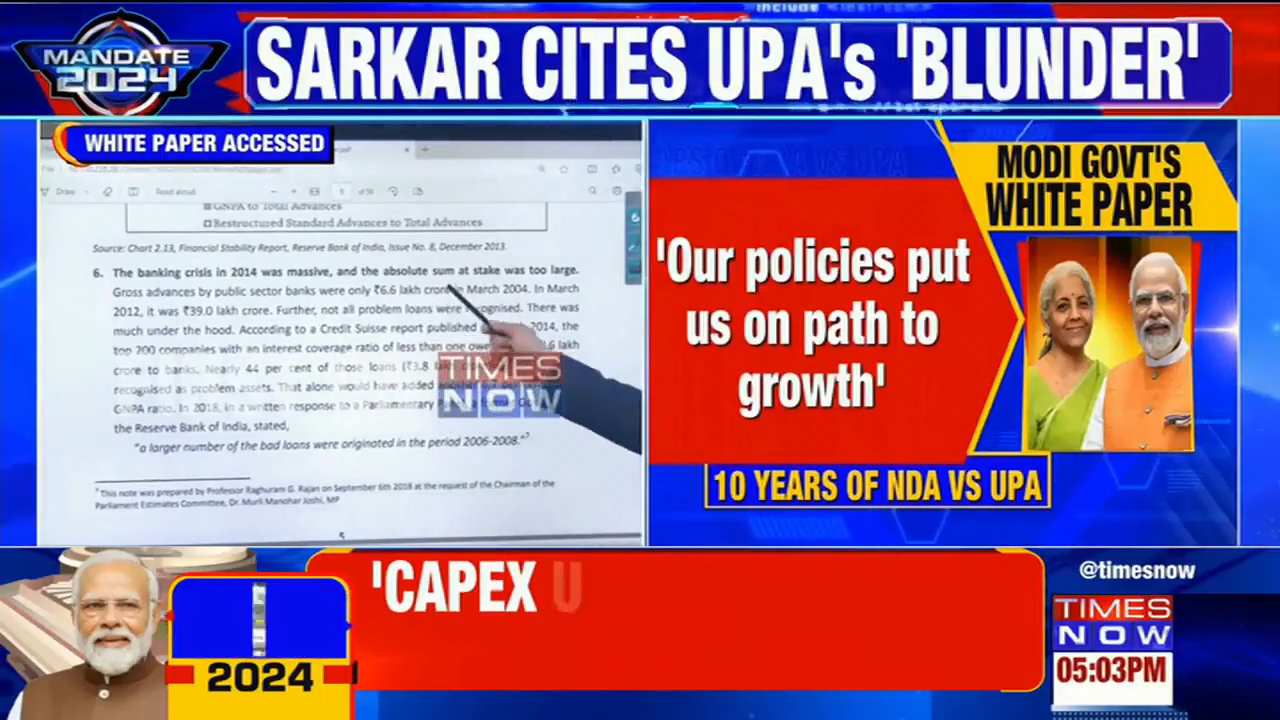 MANDATE
2024
SARKAR CITES UPA's 'BLUNDER'
WHITE PAPER ACCESSED
Draw
Read aloud
GNPA to Total Advances
Restructured Standard Advances to Total Advances
Source: Chart 2.13, Financial Stability Report, Reserve Bank of India, Issue No. 8, December 2013.
6. The banking crisis in 2014 was massive, and the absolute sum at stake was too large.
Gross advances by public sector banks were only ₹6.6 lakh crore in March 2004. In March
2012, it was ₹39.0 lakh crore. Further, not all problem loans were recognised. There was
much under the hood. According to a Credit Suisse report published 2014, the
top 200 companies with an interest coverage ratio of less than one lakh
crore to banks. Nearly 44 per cent of those loans (₹3.8
recognised as problem assets. That alone would have added
GNPA ratio. In 2018, in a written response to a Parliamentary
the Reserve Bank of India, stated,
"a larger number of the bad loans were originated in the period 2006-2008."7
7 This note was prepared by Professor Raghuram G. Rajan on September 6th 2018 at the request of the Chairman of the
Parliament Estimates Committee, Dr. Murli Manohar Joshi, MP
TIMES
NOW
MODI GOVT'S
WHITE PAPER
'Our policies put
us on path to
growth'
10 YEARS OF NDA VS UPA
2024
'CAPEX U
@timesnow
TIMES
NOW
05:03PM